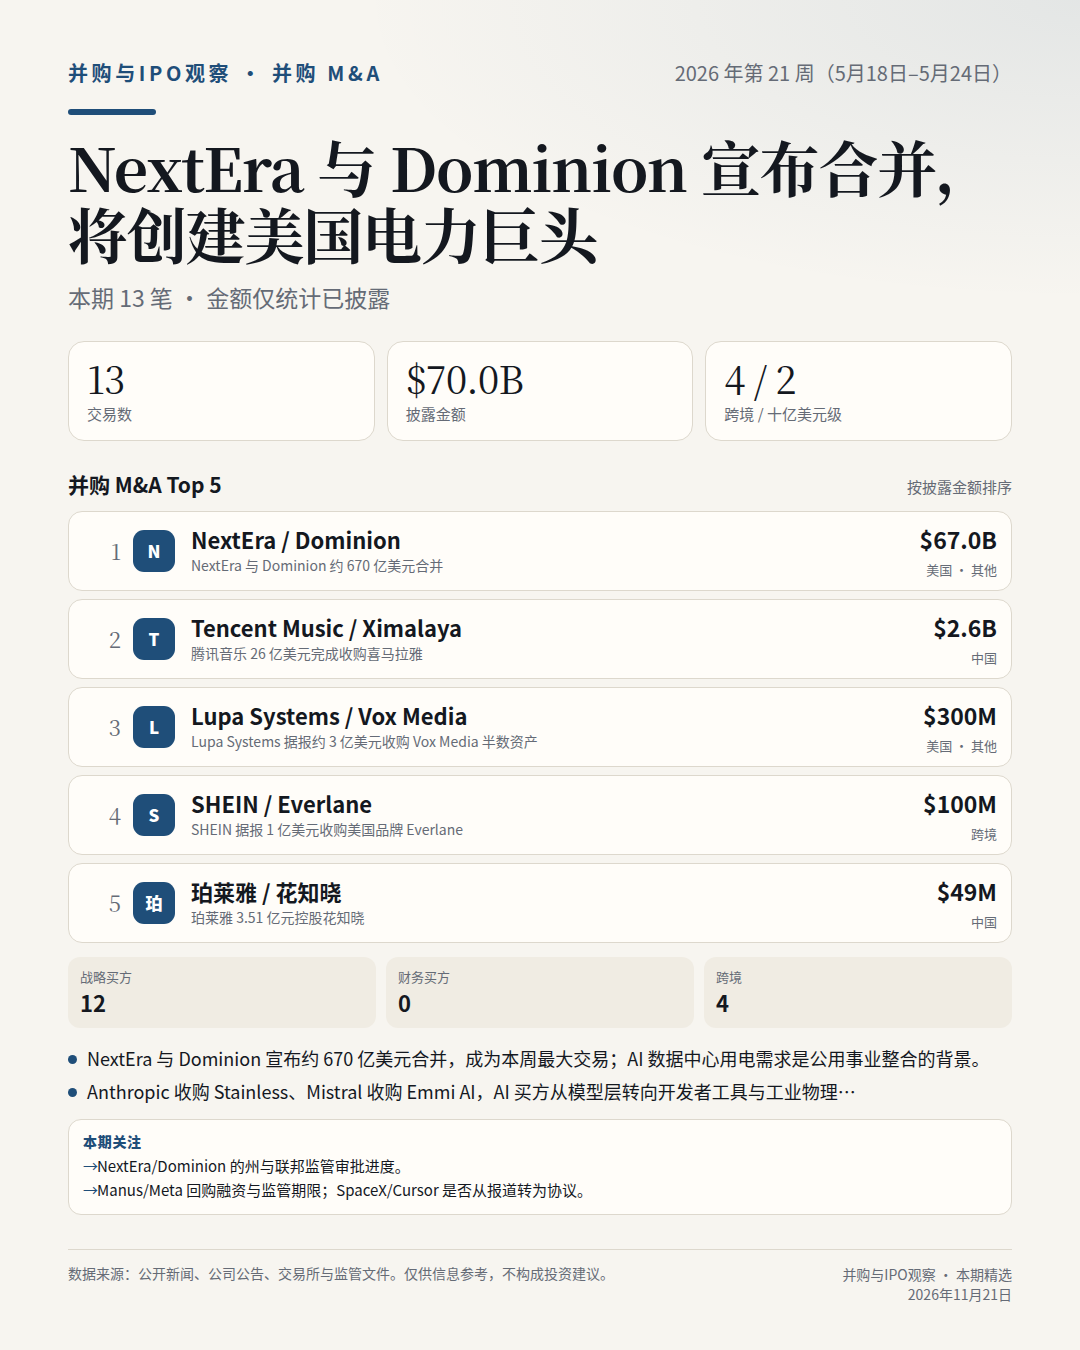 并购与IPO观察 · 并购 M&A
2026 年第 21 周（5月18日–5月24日）
NextEra 与 Dominion 宣布合并，
将创建美国电力巨头
本期 13 笔 · 金额仅统计已披露
13
交易数
$70.0B
披露金额
4 / 2
跨境 / 十亿美元级
并购 M&A Top 5
按披露金额排序
1
N
NextEra / Dominion
NextEra 与 Dominion 约 670 亿美元合并
$67.0B
美国 · 其他
2
T
Tencent Music / Ximalaya
腾讯音乐 26 亿美元完成收购喜马拉雅
$2.6B
中国
3
L
Lupa Systems / Vox Media
Lupa Systems 据报约 3 亿美元收购 Vox Media 半数资产
$300M
美国 · 其他
4
S
SHEIN / Everlane
SHEIN 据报 1 亿美元收购美国品牌 Everlane
$100M
跨境
5
珀
珀莱雅 / 花知晓
珀莱雅 3.51 亿元控股花知晓
$49M
中国
战略买方
12
财务买方
0
跨境
4
NextEra 与 Dominion 宣布约 670 亿美元合并，成为本周最大交易；AI 数据中心用电需求是公用事业整合的背景。
Anthropic 收购 Stainless、Mistral 收购 Emmi AI，AI 买方从模型层转向开发者工具与工业物理…
本期关注
→NextEra/Dominion 的州与联邦监管审批进度。
→Manus/Meta 回购融资与监管期限；SpaceX/Cursor 是否从报道转为协议。
数据来源：公开新闻、公司公告、交易所与监管文件。仅供信息参考，不构成投资建议。
并购与IPO观察 · 本期精选
2026年11月21日